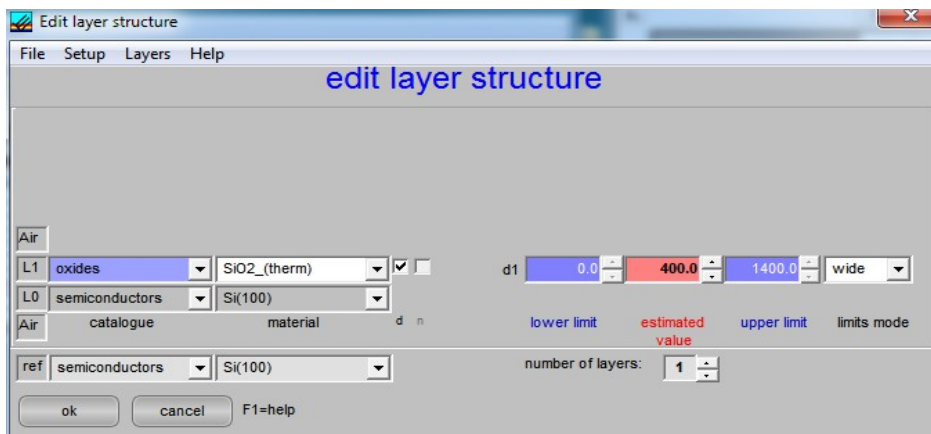 Edit layer structure
File Setup Layers Help
edit layer structure
Air
L1 oxides SiO2_(therm) d1 0.0 400.0 1400.0 wide
L0 semiconductors Si(100)
Air catalogue material d n lower limit estimated value upper limit limits mode
ref semiconductors Si(100) number of layers: 1
ok cancel F1=help